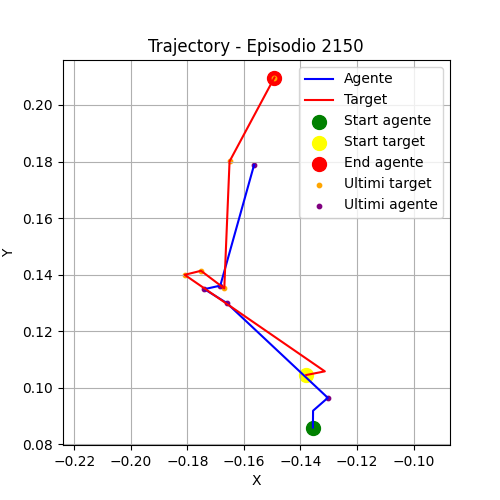 Trajectory - Episodio 2150
Agente
Target
Start agente
Start target
End agente
Ultimi target
Ultimi agente
Y
0.20
0.18
0.16
0.14
0.12
0.10
0.08
−0.22 −0.20 −0.18 −0.16 −0.14 −0.12 −0.10
X